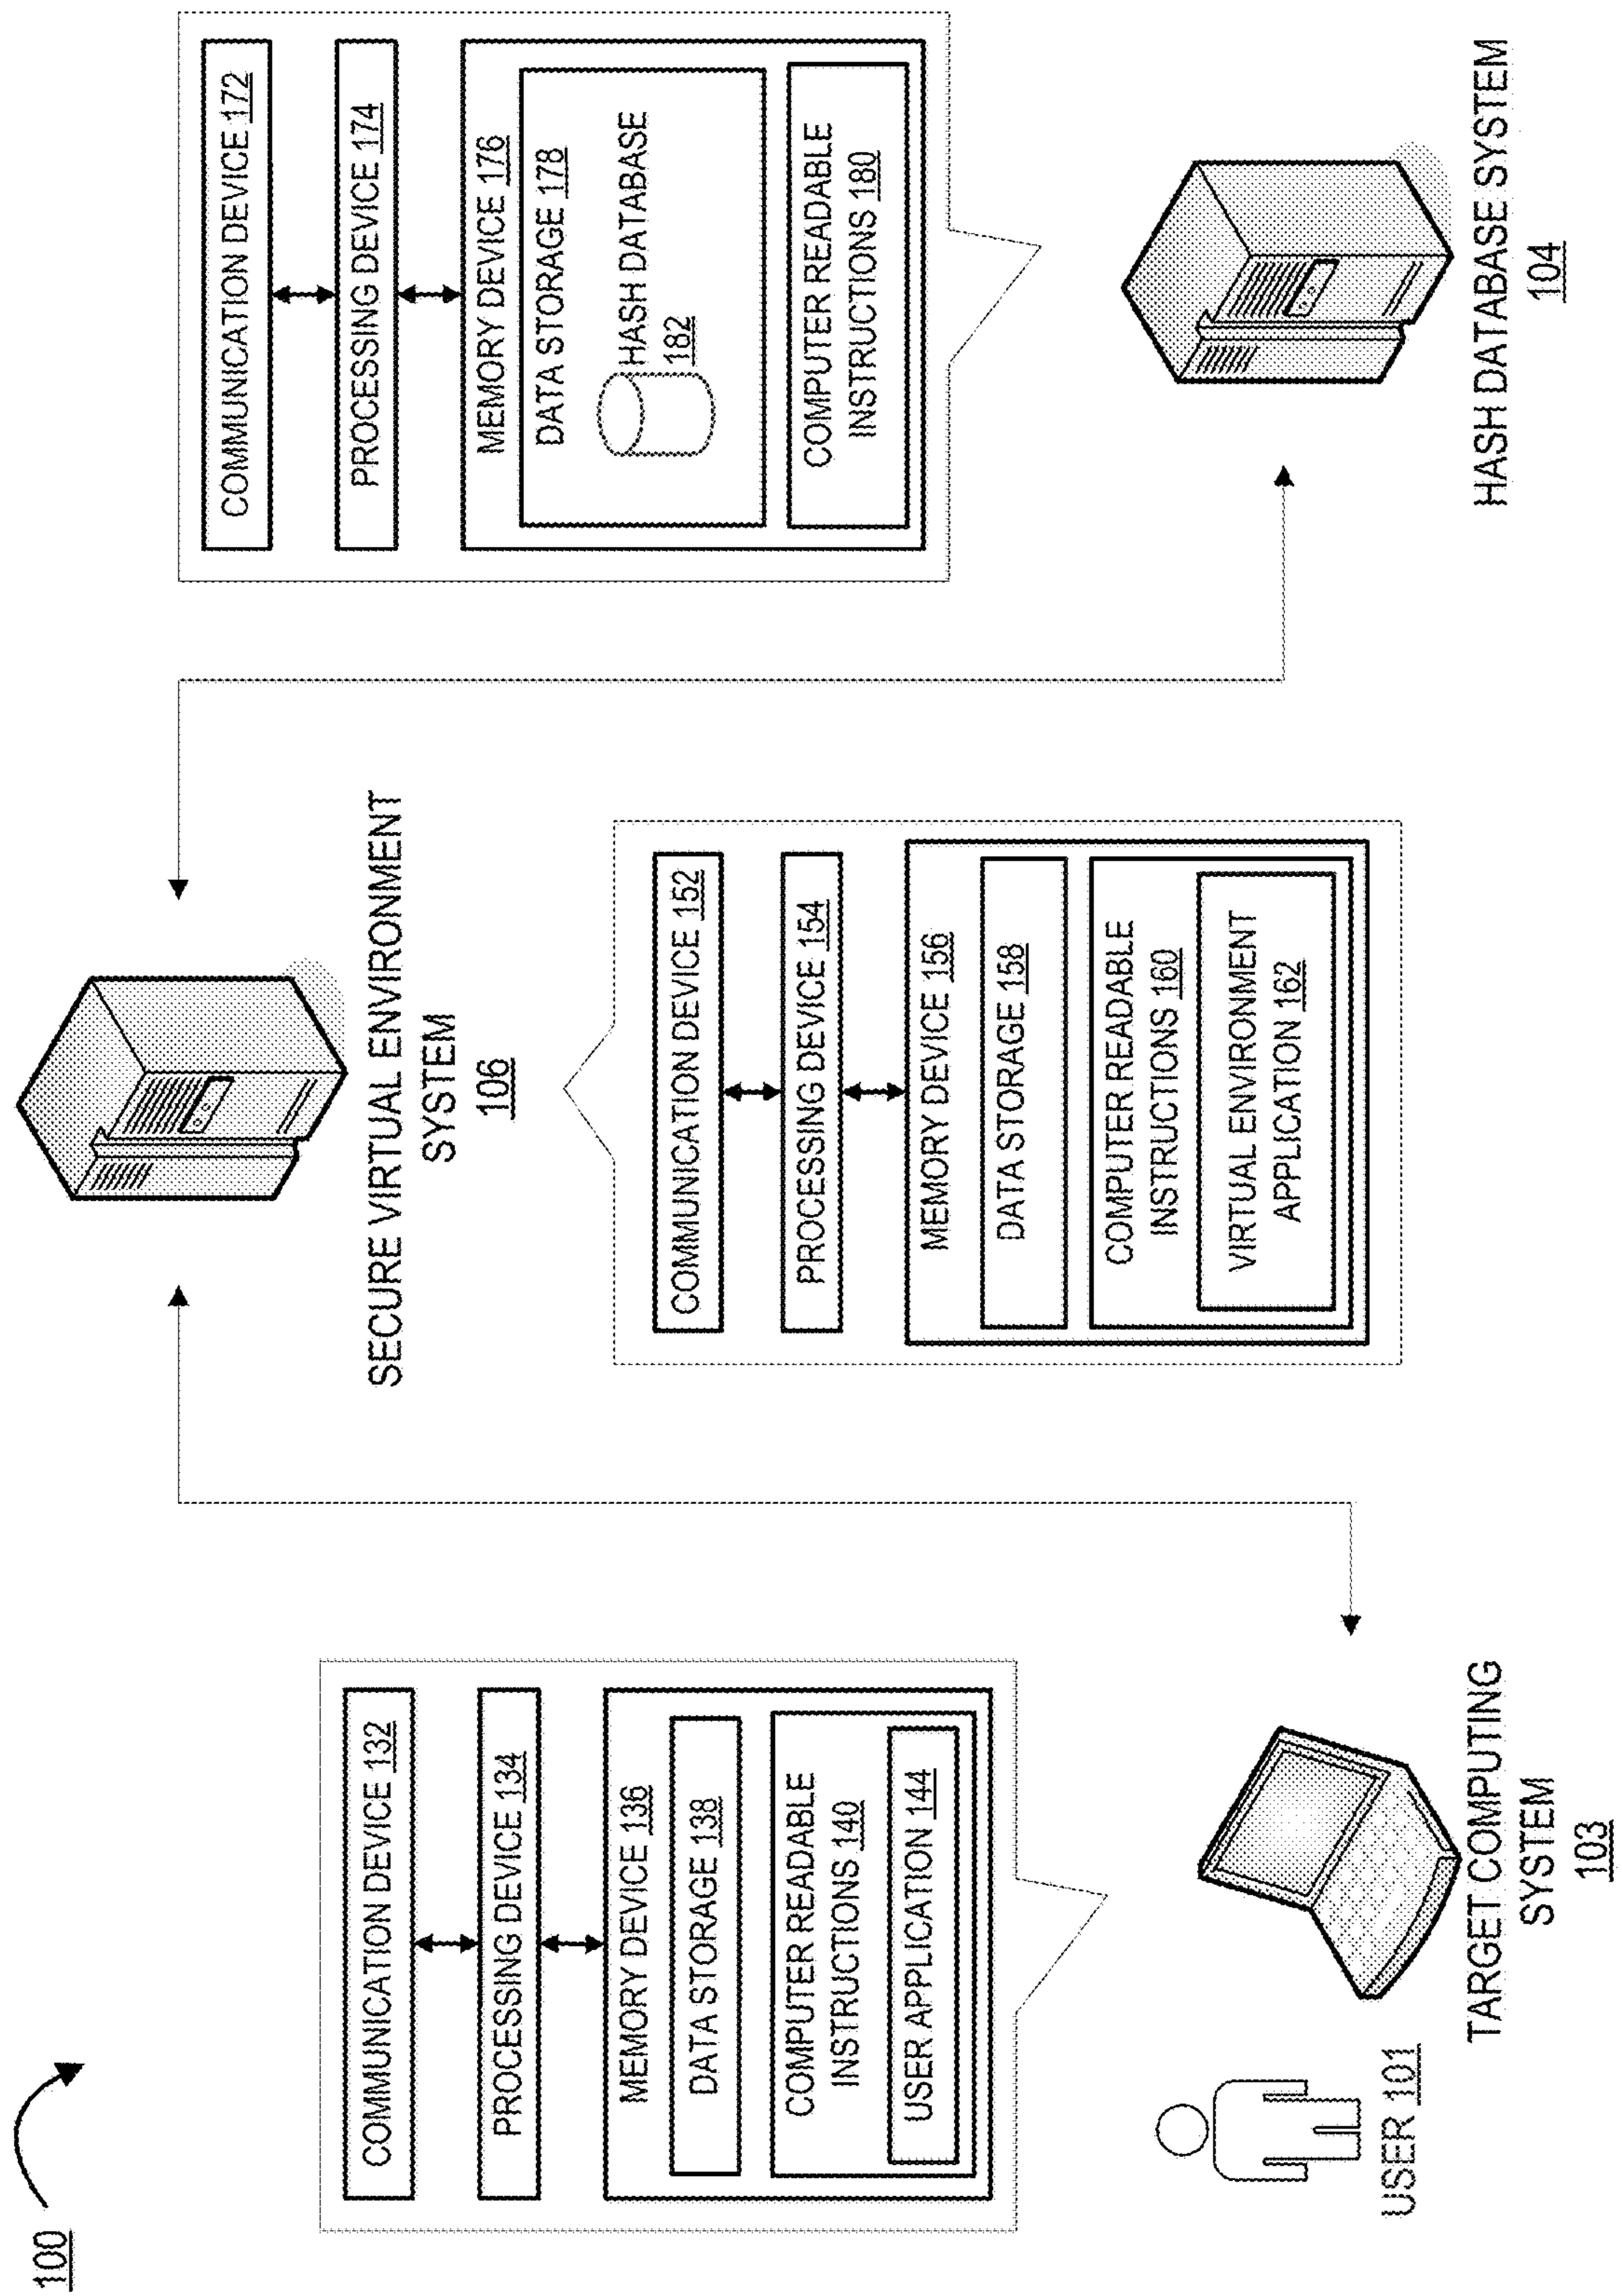 100
COMMUNICATION DEVICE 132
PROCESSING DEVICE 134
MEMORY DEVICE 136
DATA STORAGE 138
COMPUTER READABLE
INSTRUCTIONS 140
USER APPLICATION 144
USER 101
TARGET COMPUTING
SYSTEM
103
SECURE VIRTUAL ENVIRONMENT
SYSTEM
106
COMMUNICATION DEVICE 152
PROCESSING DEVICE 154
MEMORY DEVICE 156
DATA STORAGE 158
COMPUTER READABLE
INSTRUCTIONS 160
VIRTUAL ENVIRONMENT
APPLICATION 162
COMMUNICATION DEVICE 172
PROCESSING DEVICE 174
MEMORY DEVICE 176
DATA STORAGE 178
HASH DATABASE
182
COMPUTER READABLE
INSTRUCTIONS 180
HASH DATABASE SYSTEM
104